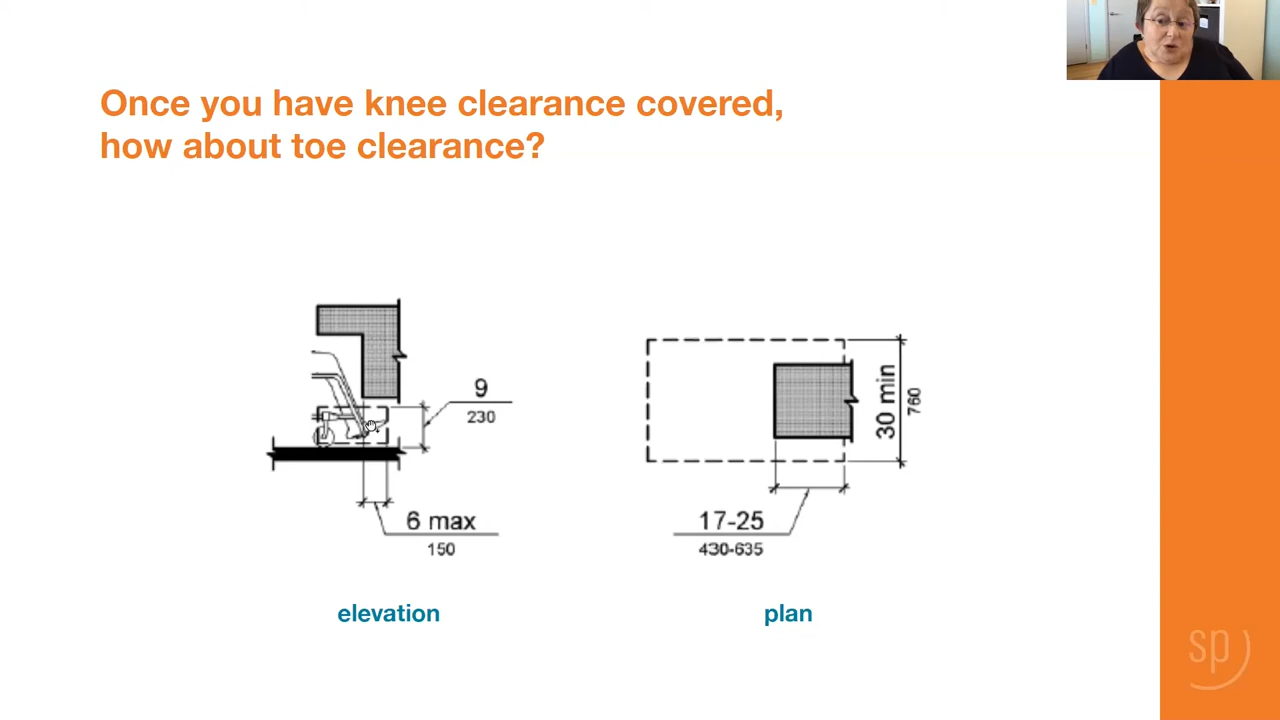 Once you have knee clearance covered,
how about toe clearance?
9
230
6 max
150
elevation
30 min
760
17-25
430-635
plan
sp